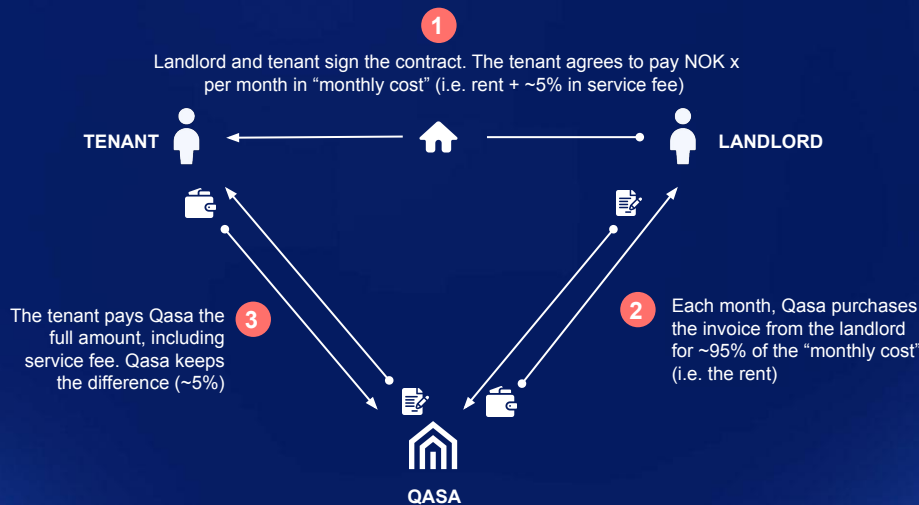 1
Landlord and tenant sign the contract. The tenant agrees to pay NOK x
per month in “monthly cost” (i.e. rent + ~5% in service fee)
TENANT
LANDLORD
The tenant pays Qasa the
full amount, including
service fee. Qasa keeps
the difference (~5%)
3
2
Each month, Qasa purchases
the invoice from the landlord
for ~95% of the “monthly cost”
(i.e. the rent)
QASA